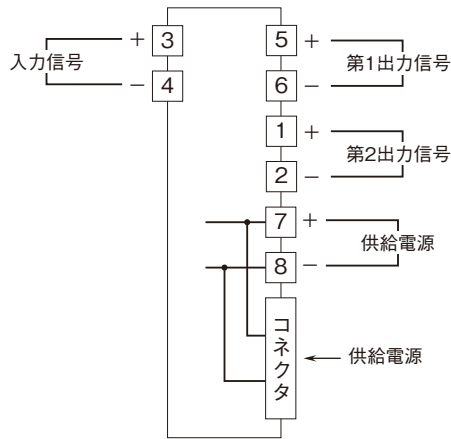 入力信号
+ 3
− 4
5 +
6 −
第1出力信号
1 +
2 −
第2出力信号
7 +
8 −
供給電源
コネクタ
供給電源